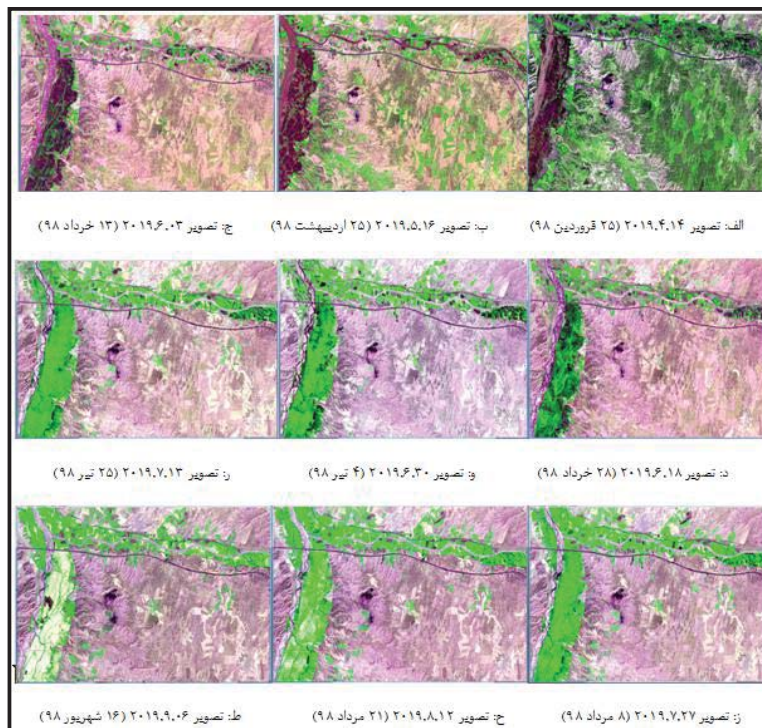 الف: تصویر ۲۰۱۹.۴.۱۴ (۲۵ فروردین ۹۸)
ب: تصویر ۲۰۱۹.۵.۱۶ (۲۵ اردیبهشت ۹۸)
ج: تصویر ۲۰۱۹.۶.۰۳ (۱۳ خرداد ۹۸)
د: تصویر ۲۰۱۹.۶.۱۸ (۲۸ خرداد ۹۸)
و: تصویر ۲۰۱۹.۶.۳۰ (۴ تیر ۹۸)
ر: تصویر ۲۰۱۹.۷.۱۳ (۲۵ تیر ۹۸)
ز: تصویر ۲۰۱۹.۷.۲۷ (۸ مرداد ۹۸)
ح: تصویر ۲۰۱۹.۸.۱۲ (۲۱ مرداد ۹۸)
ط: تصویر ۲۰۱۹.۹.۰۶ (۱۶ شهریور ۹۸)